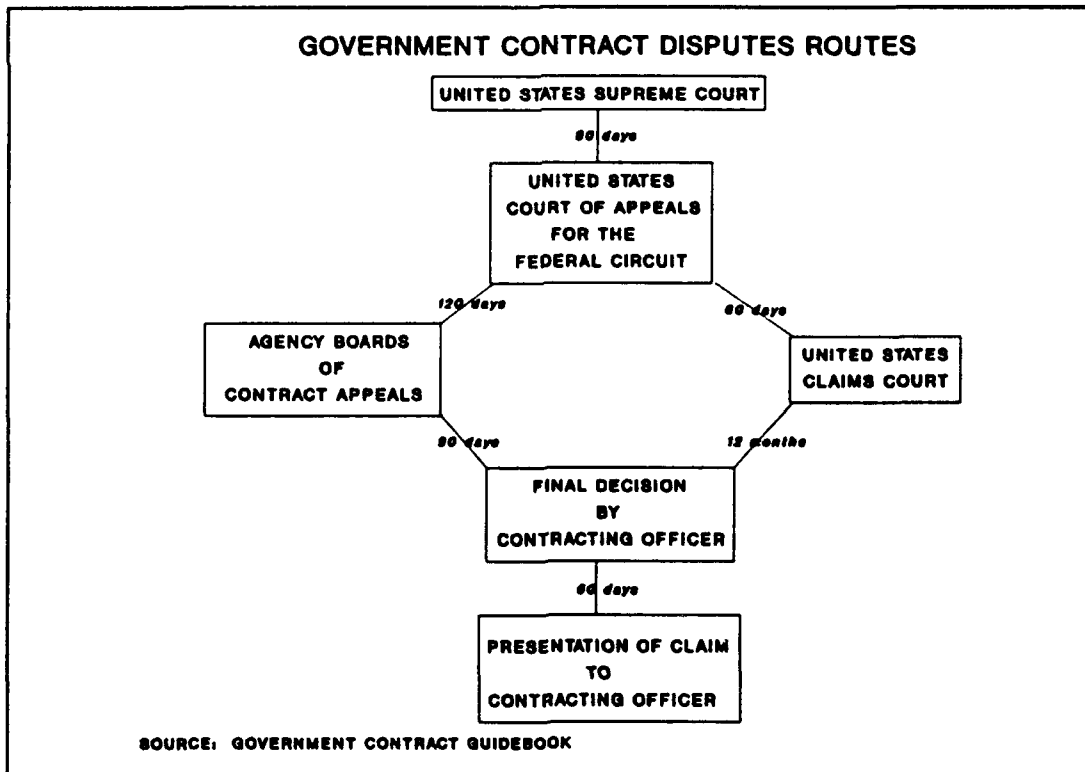 GOVERNMENT CONTRACT DISPUTES ROUTES
UNITED STATES SUPREME COURT
90 days
UNITED STATES
COURT OF APPEALS
FOR THE
FEDERAL CIRCUIT
120 days
60 days
AGENCY BOARDS
OF
CONTRACT APPEALS
UNITED STATES
CLAIMS COURT
90 days
12 months
FINAL DECISION
BY
CONTRACTING OFFICER
60 days
PRESENTATION OF CLAIM
TO
CONTRACTING OFFICER
SOURCE: GOVERNMENT CONTRACT GUIDEBOOK